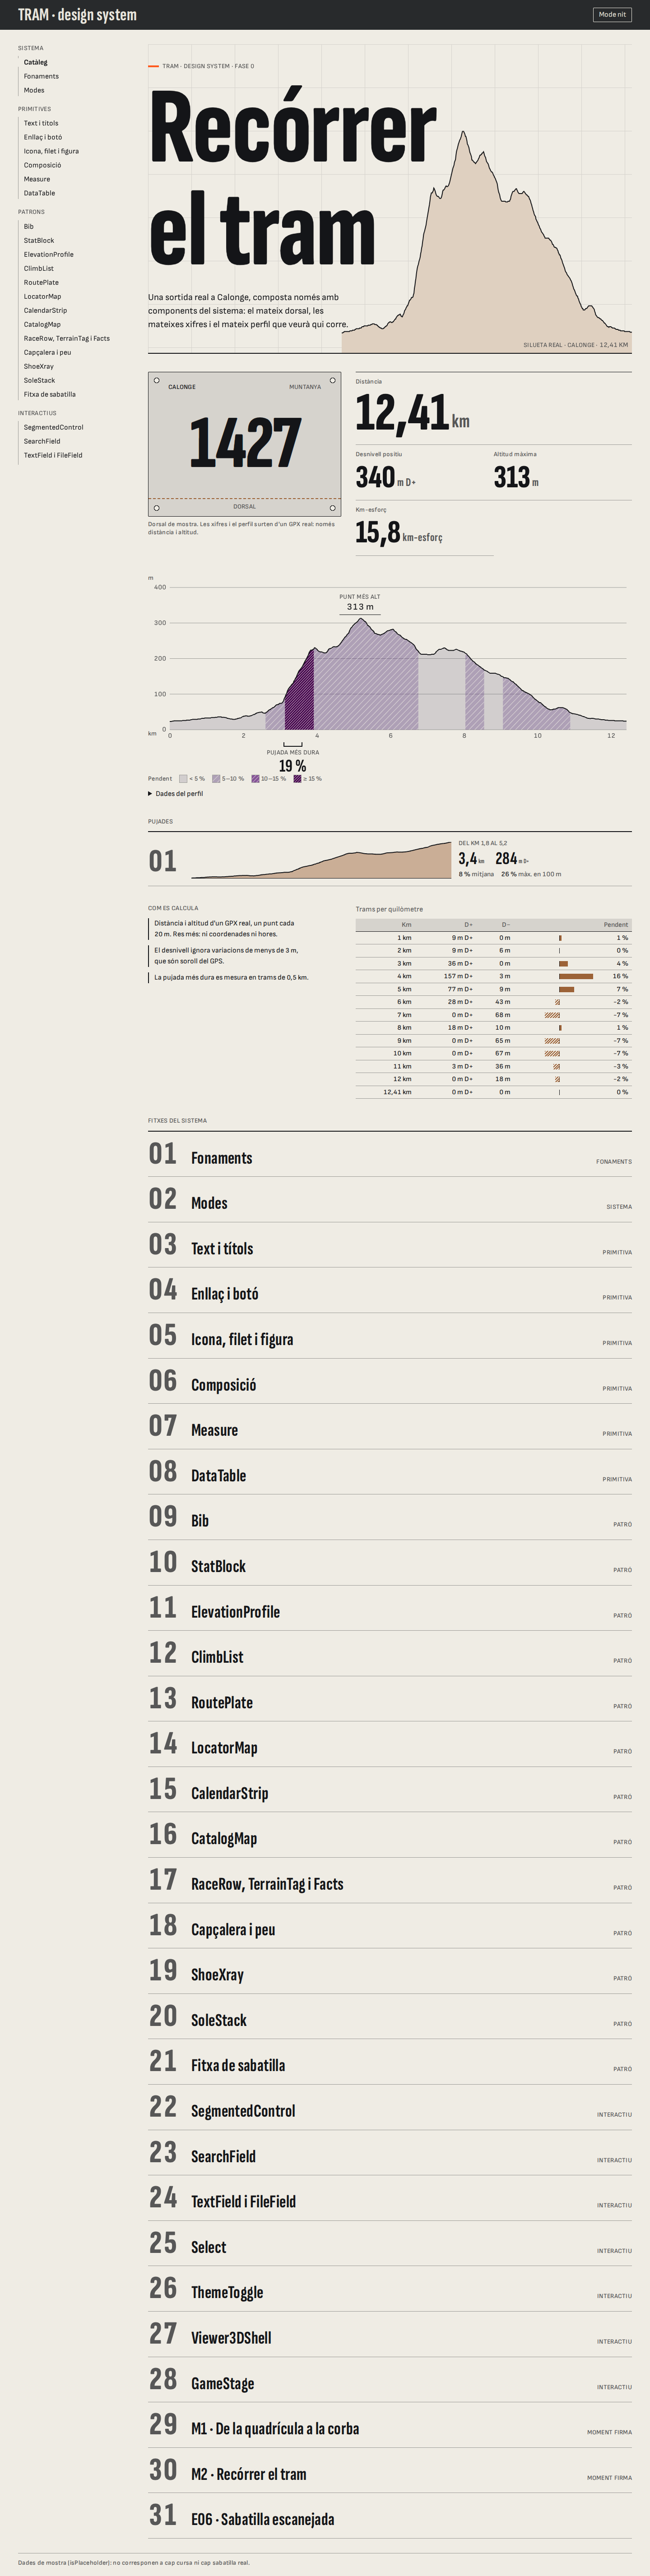 TRAM · design system
Mode nit
SISTEMA
Catàleg
Fonaments
Modes
PRIMITIVES
Text i títols
Enllaç i botó
Icona, filet i figura
Composició
Measure
DataTable
PATRONS
Bib
StatBlock
ElevationProfile
ClimbList
RoutePlate
LocatorMap
CalendarStrip
CatalogMap
RaceRow, TerrainTag i Facts
Capçalera i peu
ShoeXray
SoleStack
Fitxa de sabatilla
INTERACTIUS
SegmentedControl
SearchField
TextField i FileField
TRAM · DESIGN SYSTEM · FASE 0
Recórrer
el tram
Una sortida real a Calonge, composta només amb
components del sistema: el mateix dorsal, les
mateixes xifres i el mateix perfil que veurà qui corre.
SILUETA REAL · CALONGE · 12,41 KM
CALONGE
MUNTANYA
1427
DORSAL
Dorsal de mostra. Les xifres i el perfil surten d'un GPX real: només
distància i altitud.
Distància
12,41 km
Desnivell positiu
340 m D+
Altitud màxima
313 m
Km-esforç
15,8 km-esforç
m
400
300
200
100
0
PUNT MÉS ALT
313 m
km
0 2 4 6 8 10 12
PUJADA MÉS DURA
19 %
Pendent < 5 % 5–10 % 10–15 % ≥ 15 %
Dades del perfil
PUJADES
01
DEL KM 1,8 AL 5,2
3,4 km 284 m D+
8 % mitjana 26 % màx. en 100 m
COM ES CALCULA
Distància i altitud d'un GPX real, un punt cada
20 m. Res més: ni coordenades ni hores.
El desnivell ignora variacions de menys de 3 m,
que són soroll del GPS.
La pujada més dura es mesura en trams de 0,5 km.
Trams per quilòmetre
Km D+ D− Pendent
1 km 9 m D+ 0 m 1 %
2 km 9 m D+ 6 m 0 %
3 km 36 m D+ 0 m 4 %
4 km 157 m D+ 3 m 16 %
5 km 77 m D+ 9 m 7 %
6 km 28 m D+ 43 m -2 %
7 km 0 m D+ 68 m -7 %
8 km 18 m D+ 10 m 1 %
9 km 0 m D+ 65 m -7 %
10 km 0 m D+ 67 m -7 %
11 km 3 m D+ 36 m -3 %
12 km 0 m D+ 18 m -2 %
12,41 km 0 m D+ 0 m 0 %
FITXES DEL SISTEMA
01 Fonaments FONAMENTS
02 Modes SISTEMA
03 Text i títols PRIMITIVA
04 Enllaç i botó PRIMITIVA
05 Icona, filet i figura PRIMITIVA
06 Composició PRIMITIVA
07 Measure PRIMITIVA
08 DataTable PRIMITIVA
09 Bib PATRÓ
10 StatBlock PATRÓ
11 ElevationProfile PATRÓ
12 ClimbList PATRÓ
13 RoutePlate PATRÓ
14 LocatorMap PATRÓ
15 CalendarStrip PATRÓ
16 CatalogMap PATRÓ
17 RaceRow, TerrainTag i Facts PATRÓ
18 Capçalera i peu PATRÓ
19 ShoeXray PATRÓ
20 SoleStack PATRÓ
21 Fitxa de sabatilla PATRÓ
22 SegmentedControl INTERACTIU
23 SearchField INTERACTIU
24 TextField i FileField INTERACTIU
25 Select INTERACTIU
26 ThemeToggle INTERACTIU
27 Viewer3DShell INTERACTIU
28 GameStage INTERACTIU
29 M1 · De la quadrícula a la corba MOMENT FIRMA
30 M2 · Recórrer el tram MOMENT FIRMA
31 E06 · Sabatilla escanejada
Dades de mostra (isPlaceholder): no corresponen a cap cursa ni cap sabatilla real.